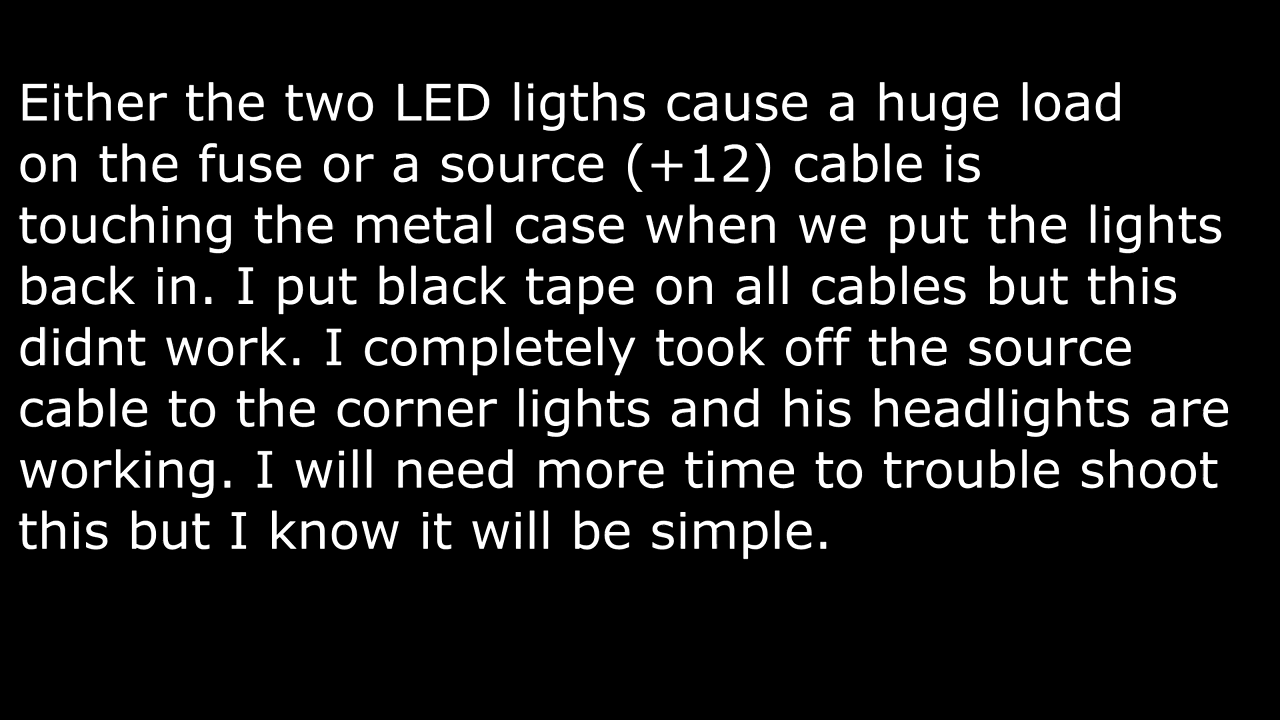 Either the two LED ligths cause a huge load
on the fuse or a source (+12) cable is
touching the metal case when we put the lights
back in. I put black tape on all cables but this
didnt work. I completely took off the source
cable to the corner lights and his headlights are
working. I will need more time to trouble shoot
this but I know it will be simple.